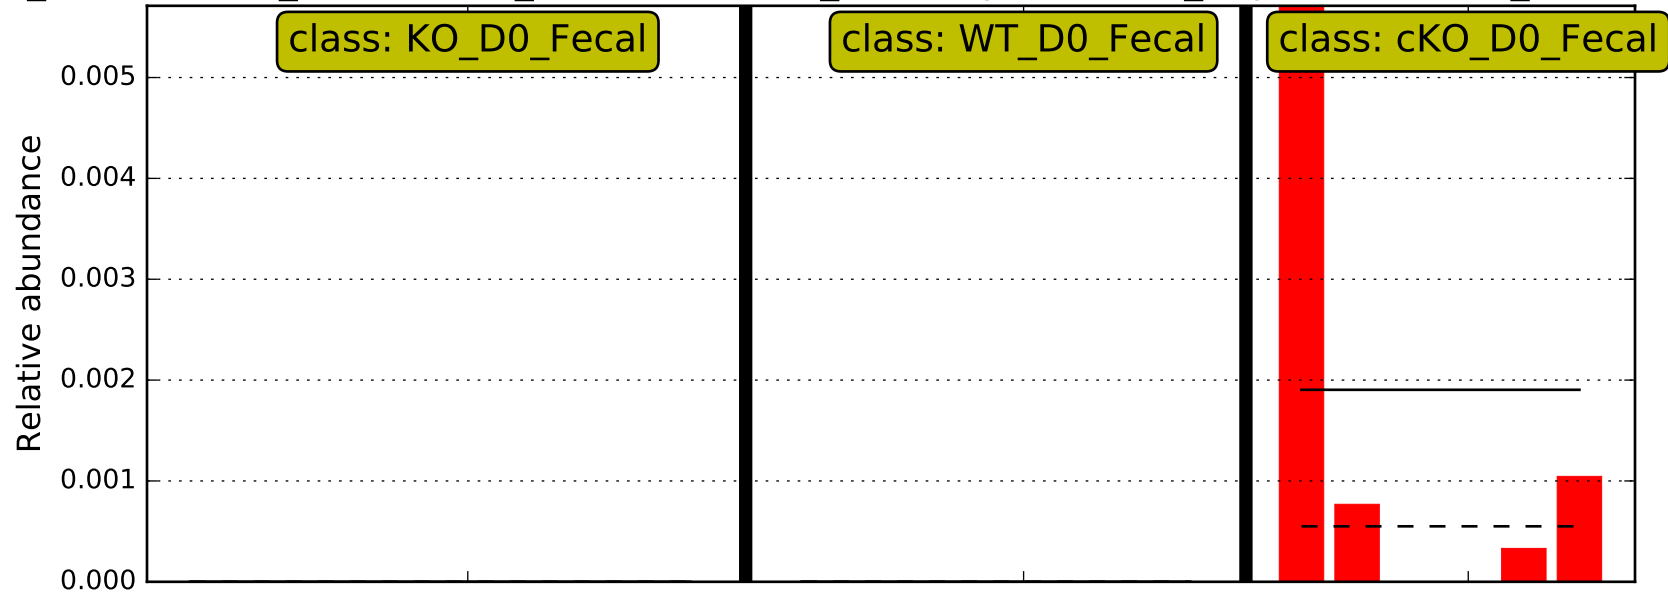 class: KO_D0_Fecal
class: WT_D0_Fecal
class: cKO_D0_Fecal
Relative abundance
0.005
0.004
0.003
0.002
0.001
0.000